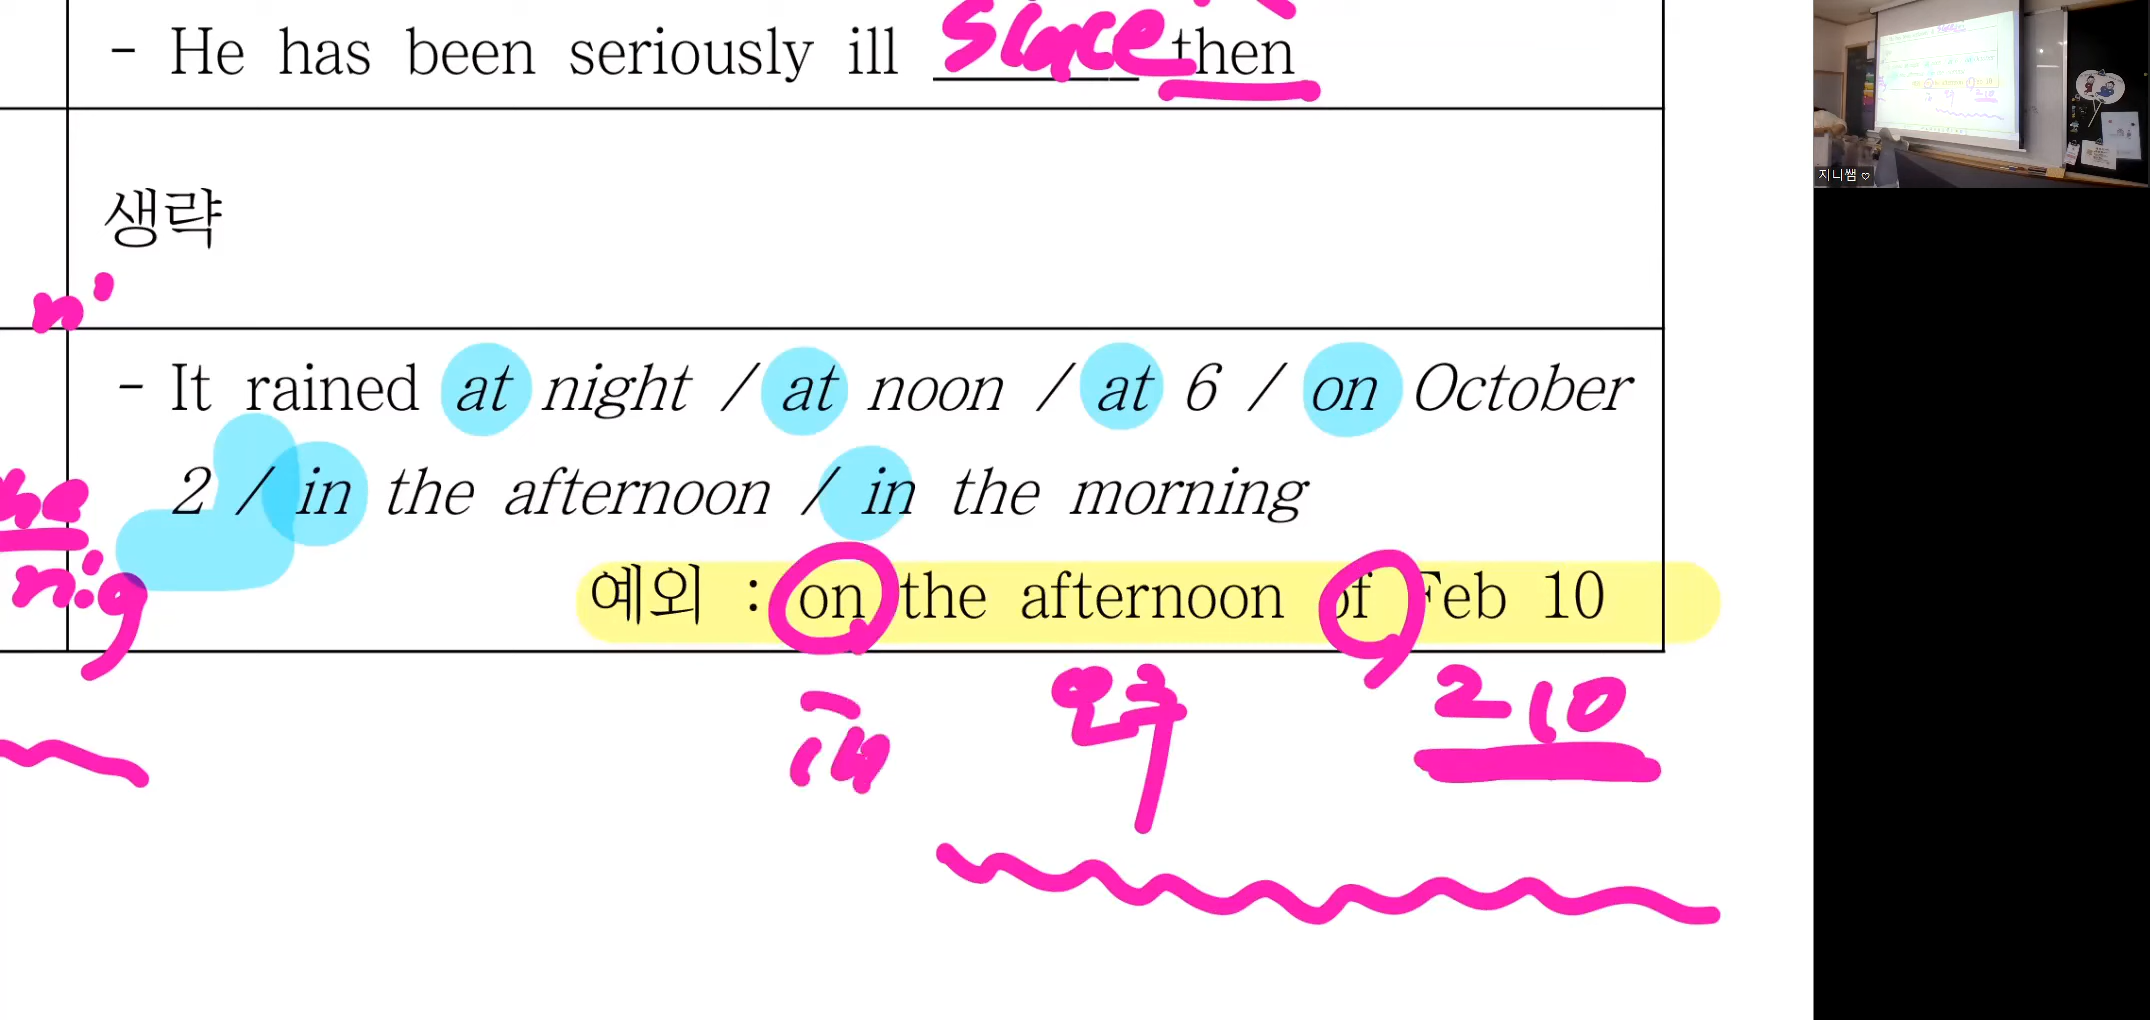 - He has been seriously ill since then
생략
n'
- It rained at night / at noon / at 6 / on October
2 / in the afternoon / in the morning
예외 : on the afternoon of Feb 10
in 오후 2 10
지니쌤 ♡